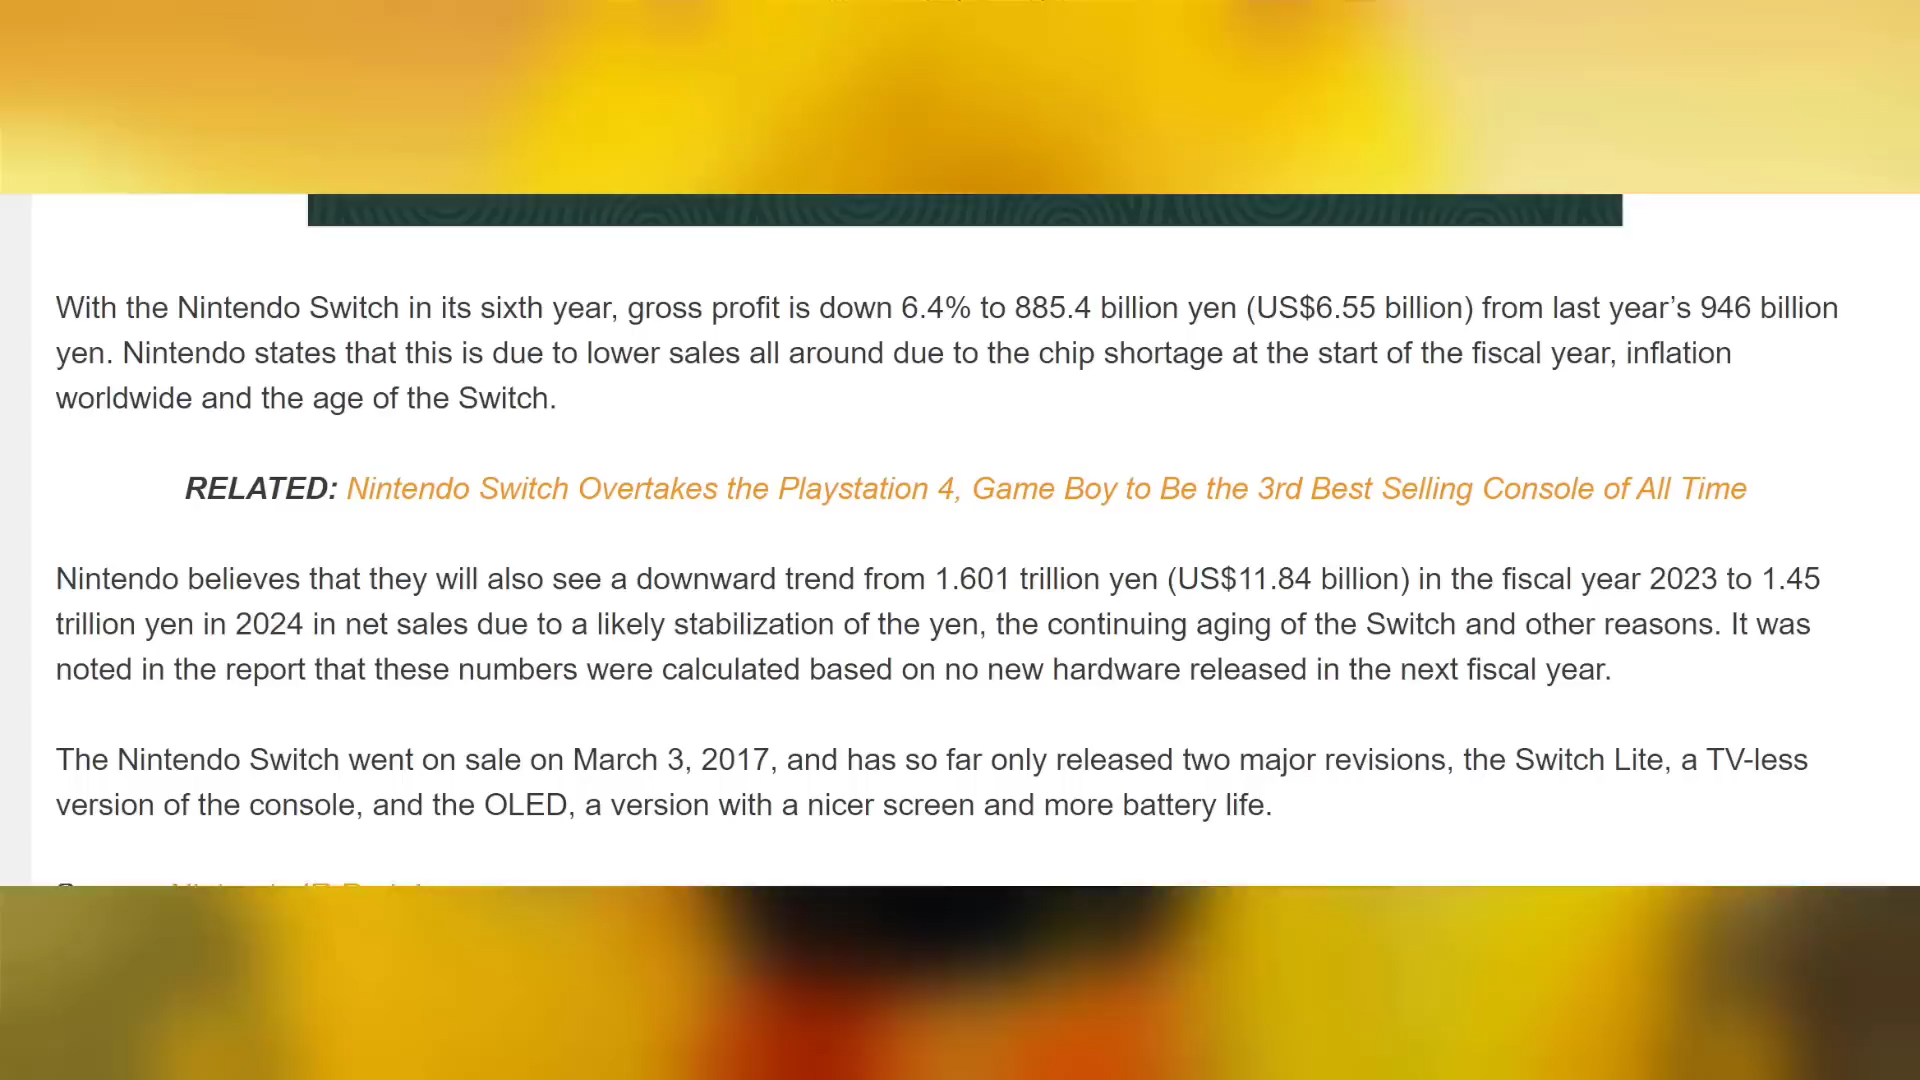 With the Nintendo Switch in its sixth year, gross profit is down 6.4% to 885.4 billion yen (US$6.55 billion) from last year’s 946 billion
yen. Nintendo states that this is due to lower sales all around due to the chip shortage at the start of the fiscal year, inflation
worldwide and the age of the Switch.
RELATED: Nintendo Switch Overtakes the Playstation 4, Game Boy to Be the 3rd Best Selling Console of All Time
Nintendo believes that they will also see a downward trend from 1.601 trillion yen (US$11.84 billion) in the fiscal year 2023 to 1.45
trillion yen in 2024 in net sales due to a likely stabilization of the yen, the continuing aging of the Switch and other reasons. It was
noted in the report that these numbers were calculated based on no new hardware released in the next fiscal year.
The Nintendo Switch went on sale on March 3, 2017, and has so far only released two major revisions, the Switch Lite, a TV-less
version of the console, and the OLED, a version with a nicer screen and more battery life.